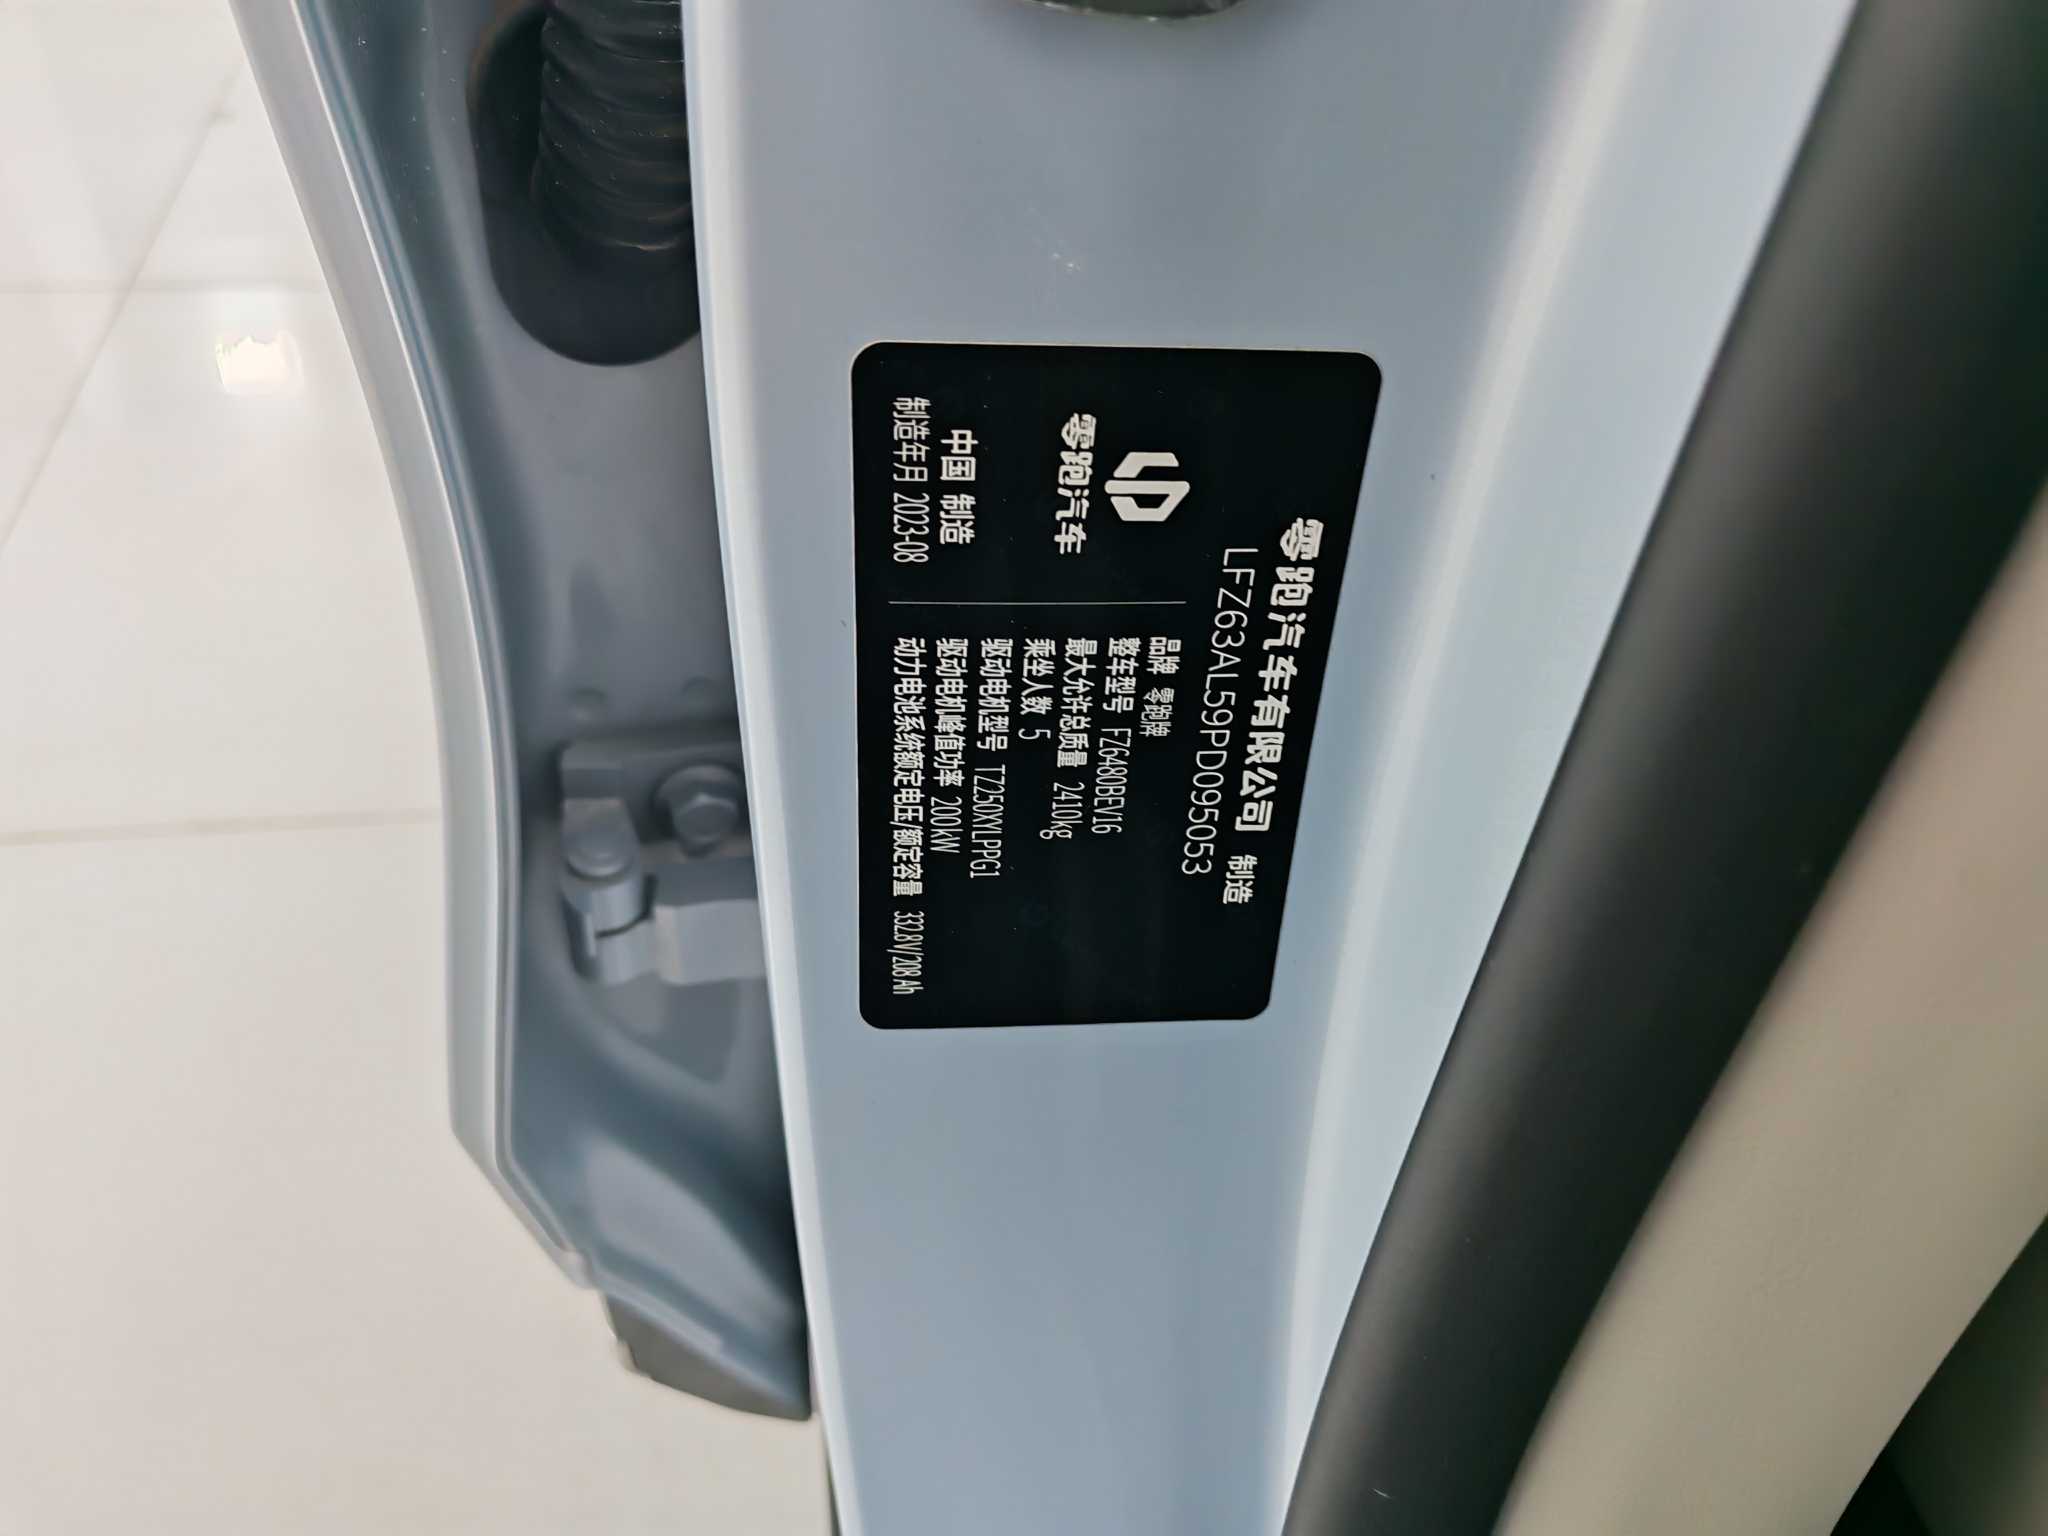 零跑汽车有限公司 制造
LFZ63AL59PD095053
零跑汽车
中国 制造
制造年月 2023-08
品牌 零跑牌
整车型号 FZ6480BEV16
最大允许总质量 2410kg
乘坐人数 5
驱动电机型号 TZ250XYLPPG1
驱动电机峰值功率 200kW
动力电池系统额定电压/额定容量 332.8V/208Ah